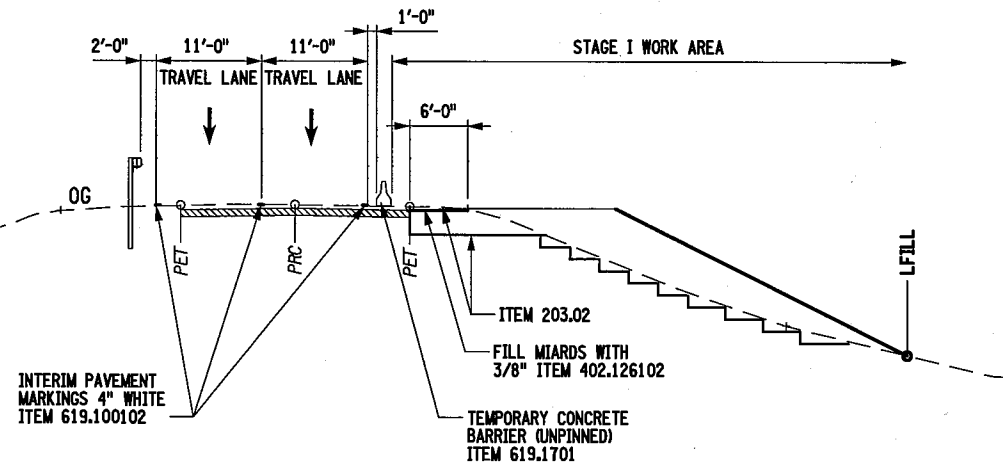 1'-0"
2'-0"
11'-0"
11'-0"
STAGE I WORK AREA
TRAVEL LANE
TRAVEL LANE
6'-0"
OG
PET
PRC
PET
LFILL
ITEM 203.02
FILL MIARDS WITH
3/8" ITEM 402.126102
INTERIM PAVEMENT
MARKINGS 4" WHITE
ITEM 619.100102
TEMPORARY CONCRETE
BARRIER (UNPINNED)
ITEM 619.1701